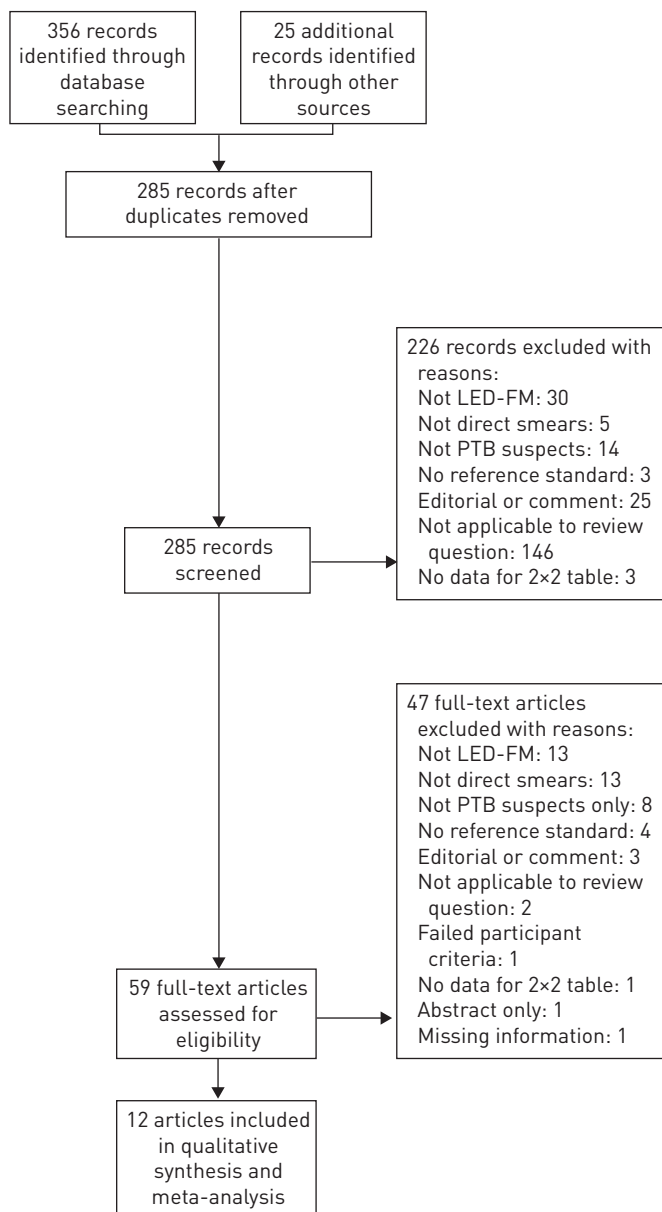 356 records
identified through
database
searching
25 additional
records identified
through other
sources
285 records after
duplicates removed
226 records excluded with
reasons:
Not LED-FM: 30
Not direct smears: 5
Not PTB suspects: 14
No reference standard: 3
Editorial or comment: 25
Not applicable to review
question: 146
No data for 2×2 table: 3
285 records
screened
47 full-text articles
excluded with reasons:
Not LED-FM: 13
Not direct smears: 13
Not PTB suspects only: 8
No reference standard: 4
Editorial or comment: 3
Not applicable to review
question: 2
Failed participant
criteria: 1
No data for 2×2 table: 1
Abstract only: 1
Missing information: 1
59 full-text articles
assessed for
eligibility
12 articles included
in qualitative
synthesis and
meta-analysis